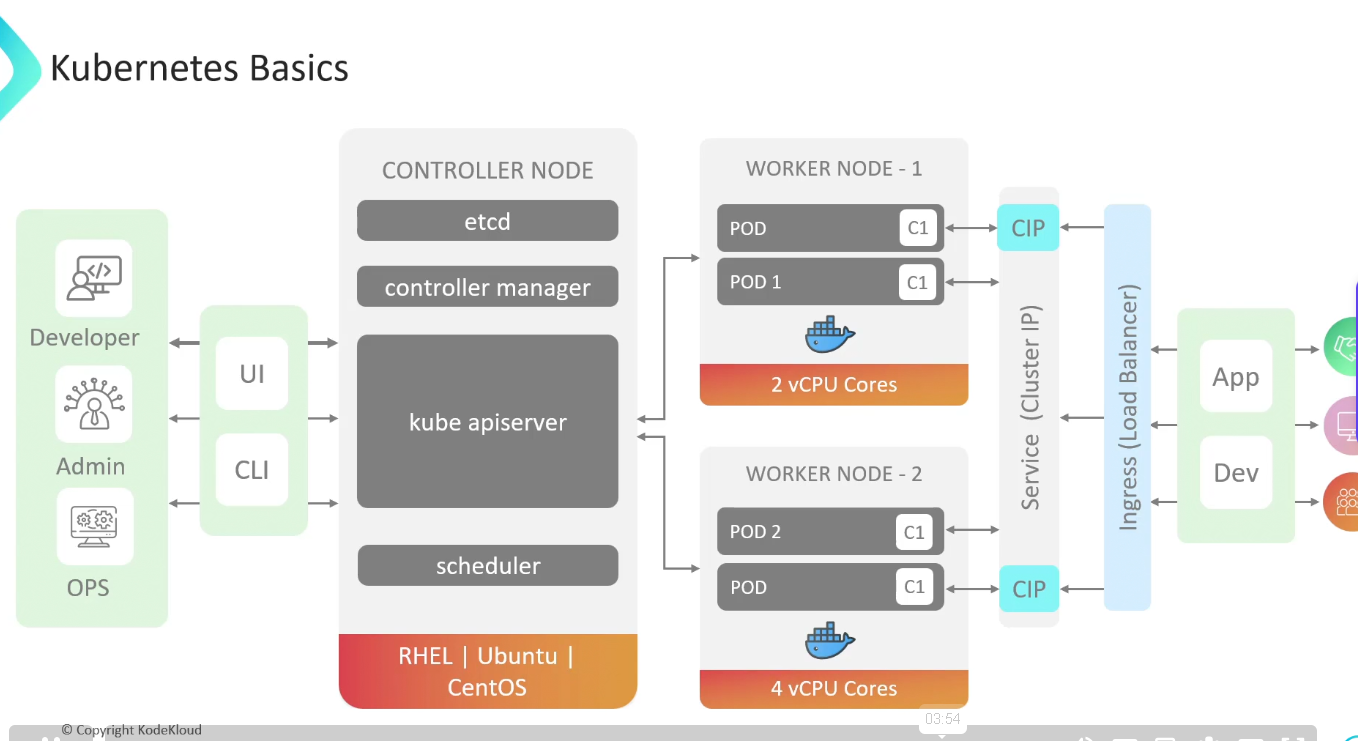 Kubernetes Basics
Developer
Admin
OPS
UI
CLI
CONTROLLER NODE
etcd
controller manager
kube apiserver
scheduler
RHEL | Ubuntu |
CentOS
WORKER NODE - 1
POD C1
POD 1 C1
2 vCPU Cores
WORKER NODE - 2
POD 2 C1
POD C1
4 vCPU Cores
CIP
Service (Cluster IP)
CIP
Ingress (Load Balancer)
App
Dev
03:54
© Copyright KodeKloud